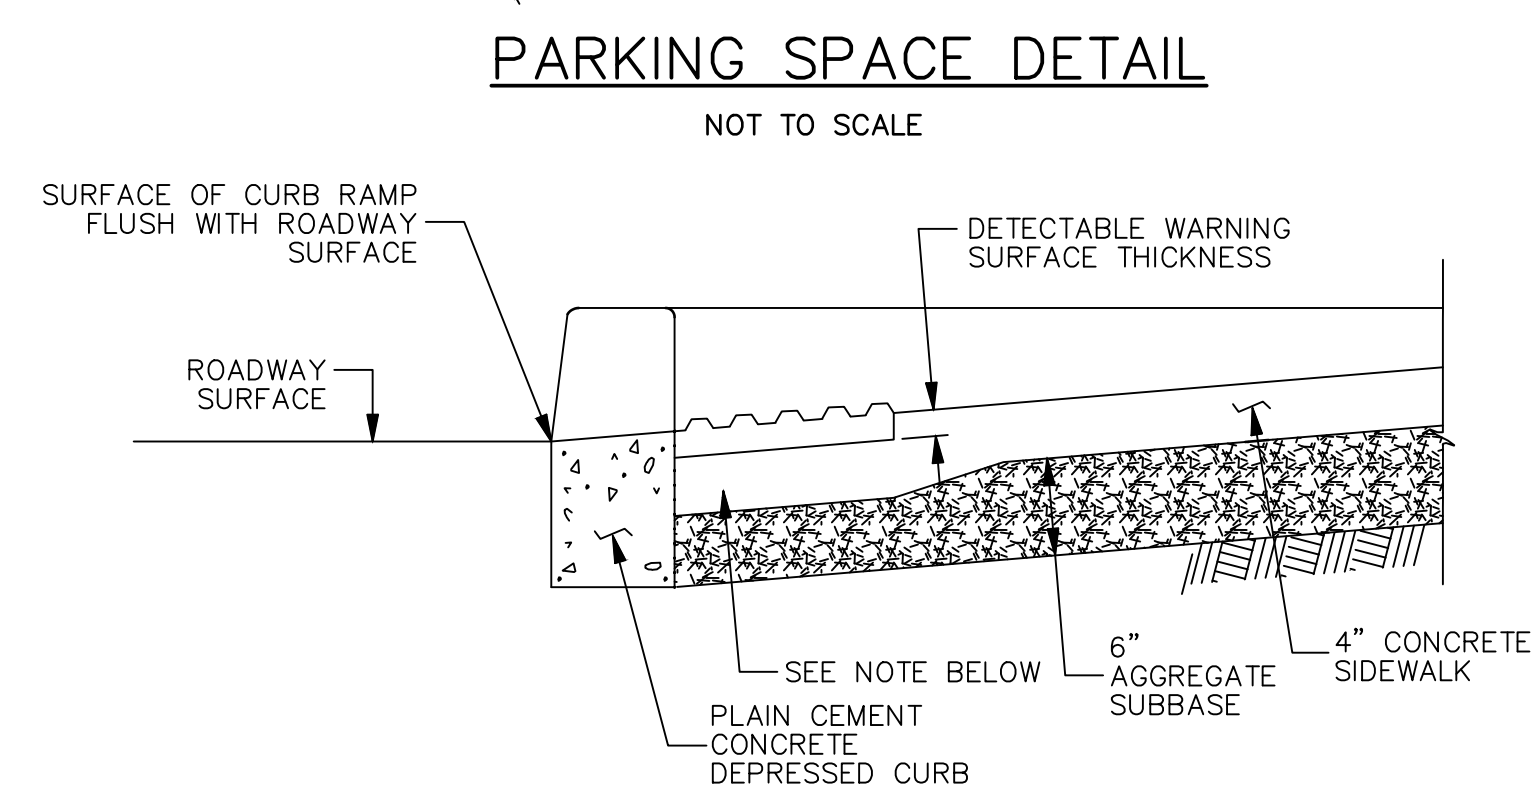 PARKING SPACE DETAIL
NOT TO SCALE
SURFACE OF CURB RAMP
FLUSH WITH ROADWAY
SURFACE
DETECTABLE WARNING
SURFACE THICKNESS
ROADWAY
SURFACE
SEE NOTE BELOW
6”
AGGREGATE
SUBBASE
4” CONCRETE
SIDEWALK
PLAIN CEMENT
CONCRETE
DEPRESSED CURB